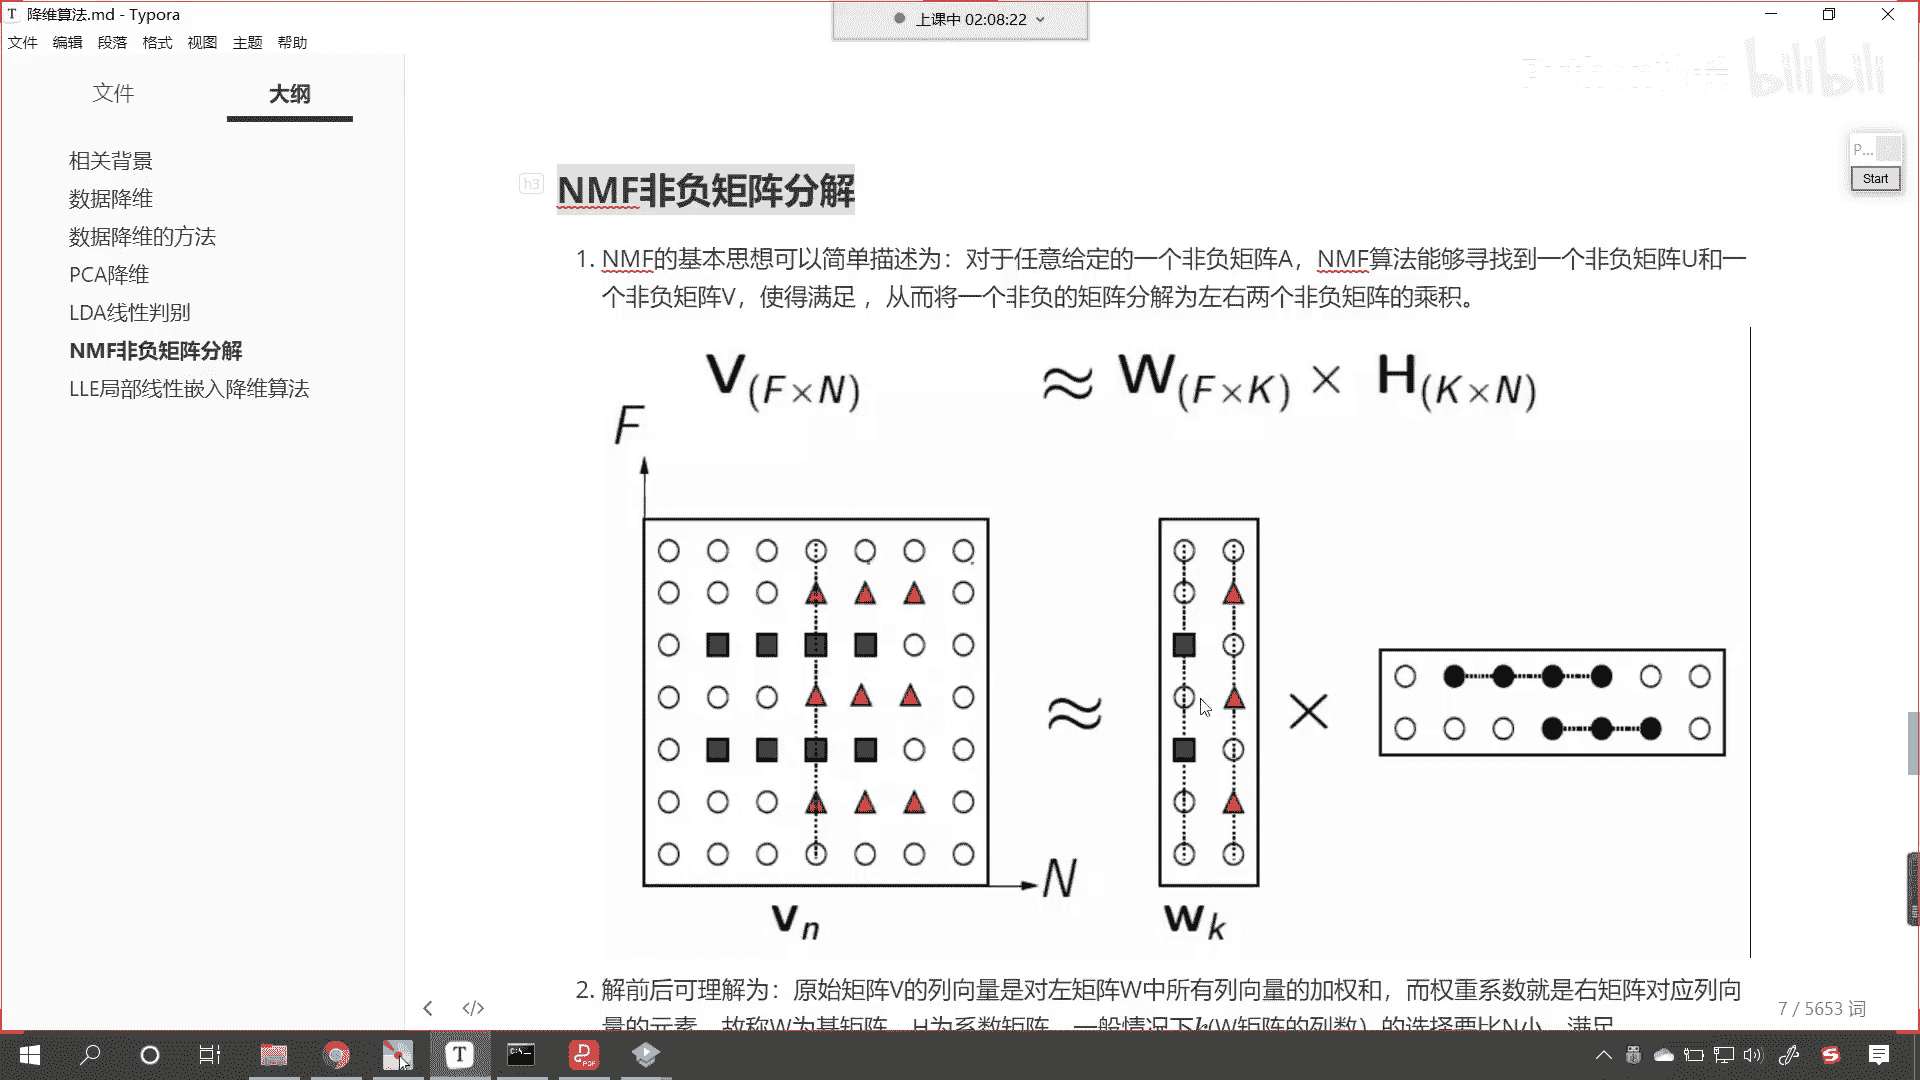 降维算法.md - Typora
上课中 02:08:22
文件 编辑 段落 格式 视图 主题 帮助
bilibili
文件 大纲
相关背景
数据降维
数据降维的方法
PCA降维
LDA线性判别
NMF非负矩阵分解
LLE局部线性嵌入降维算法
P...
Start
h3
NMF非负矩阵分解
1. NMF的基本思想可以简单描述为：对于任意给定的一个非负矩阵A，NMF算法能够寻找到一个非负矩阵U和一
个非负矩阵V，使得满足 ，从而将一个非负的矩阵分解为左右两个非负矩阵的乘积。
V(F×N) ≈ W(F×K) × H(K×N)
F
≈ ×
N
vn wk
2. 解前后可理解为：原始矩阵V的列向量是对左矩阵W中所有列向量的加权和，而权重系数就是右矩阵对应列向
量的元素，故称W为基矩阵，H为系数矩阵。一般情况下k(W矩阵的列数）的选择要比N小，满足
</> 7 / 5653 词